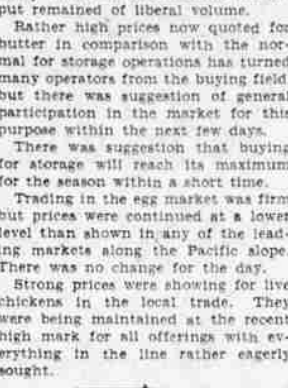 put remained of liberal volume.
Rather high prices now quoted for
butter in comparison with the nor-
mal for storage operations has turned
many operators from the buying field
but there was suggestion of general
participation in the market for this
purpose within the next few days.
There was suggestion that buying
for storage will reach its maximum
for the season within a short time.
Trading in the egg market was firm
but prices were continued at a lower
level than shown in any of the lead-
ing markets along the Pacific slope.
There was no change for the day.
Strong prices were showing for live
chickens in the local trade. They
were being maintained at the recent
high mark for all offerings with ev-
erything in the line rather eagerly
sought.